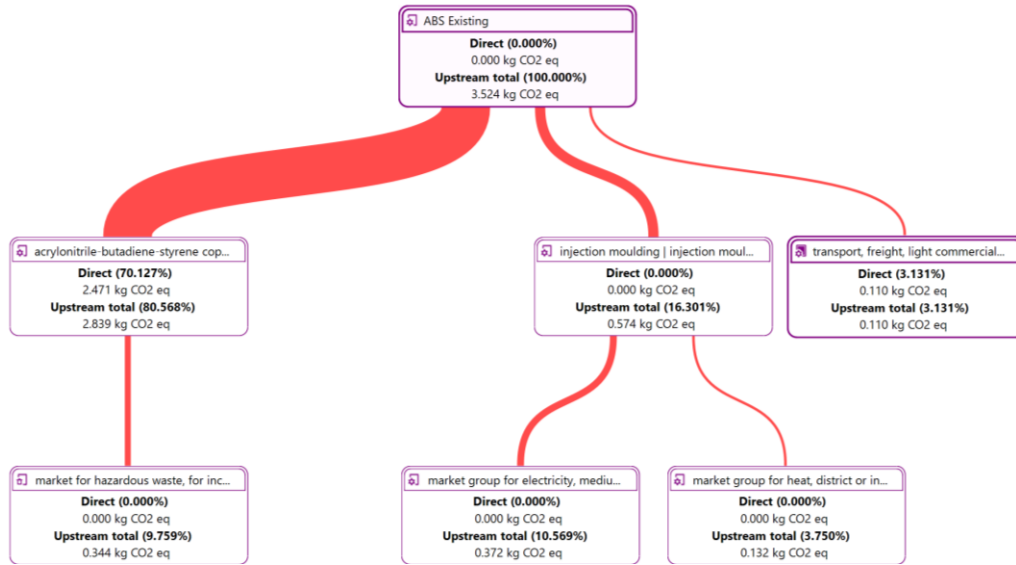 ABS Existing
Direct (0.000%)
0.000 kg CO2 eq
Upstream total (100.000%)
3.524 kg CO2 eq
acrylonitrile-butadiene-styrene cop...
Direct (70.127%)
2.471 kg CO2 eq
Upstream total (80.568%)
2.839 kg CO2 eq
injection moulding | injection moul...
Direct (0.000%)
0.000 kg CO2 eq
Upstream total (16.301%)
0.574 kg CO2 eq
transport, freight, light commercial...
Direct (3.131%)
0.110 kg CO2 eq
Upstream total (3.131%)
0.110 kg CO2 eq
market for hazardous waste, for inc...
Direct (0.000%)
0.000 kg CO2 eq
Upstream total (9.759%)
0.344 kg CO2 eq
market group for electricity, mediu...
Direct (0.000%)
0.000 kg CO2 eq
Upstream total (10.569%)
0.372 kg CO2 eq
market group for heat, district or in...
Direct (0.000%)
0.000 kg CO2 eq
Upstream total (3.750%)
0.132 kg CO2 eq